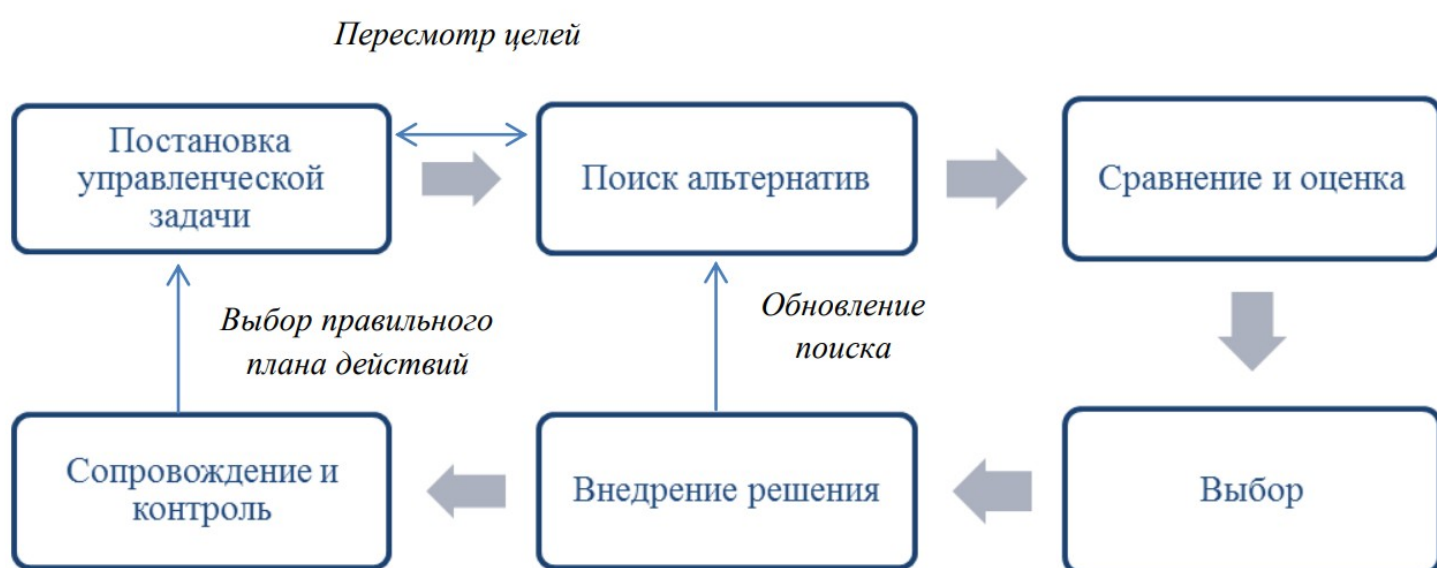 Пересмотр целей
Постановка
управленческой
задачи
Поиск альтернатив
Сравнение и оценка
Выбор правильного
плана действий
Обновление
поиска
Сопровождение и
контроль
Внедрение решения
Выбор